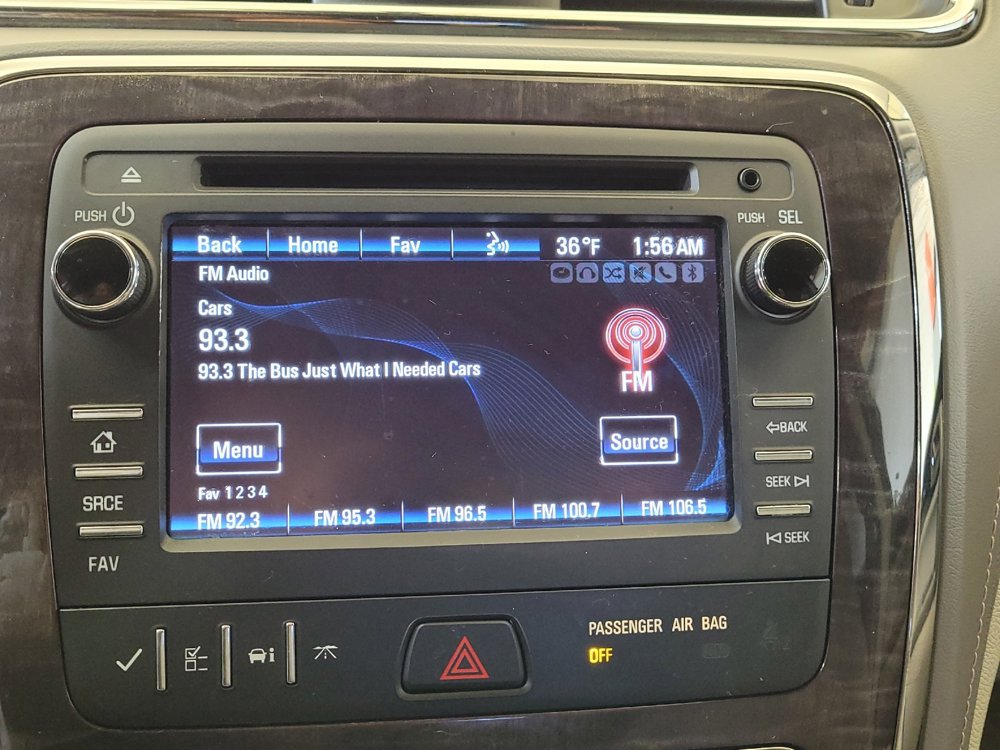 PUSH
PUSH SEL
Back Home Fav 36°F 1:56AM
FM Audio
Cars
93.3
93.3 The Bus Just What I Needed Cars
FM
Menu
Source
Fav 1 2 3 4
FM 92.3 FM 95.3 FM 96.5 FM 100.7 FM 106.5
SRCE
FAV
BACK
SEEK
SEEK
PASSENGER AIR BAG
OFF